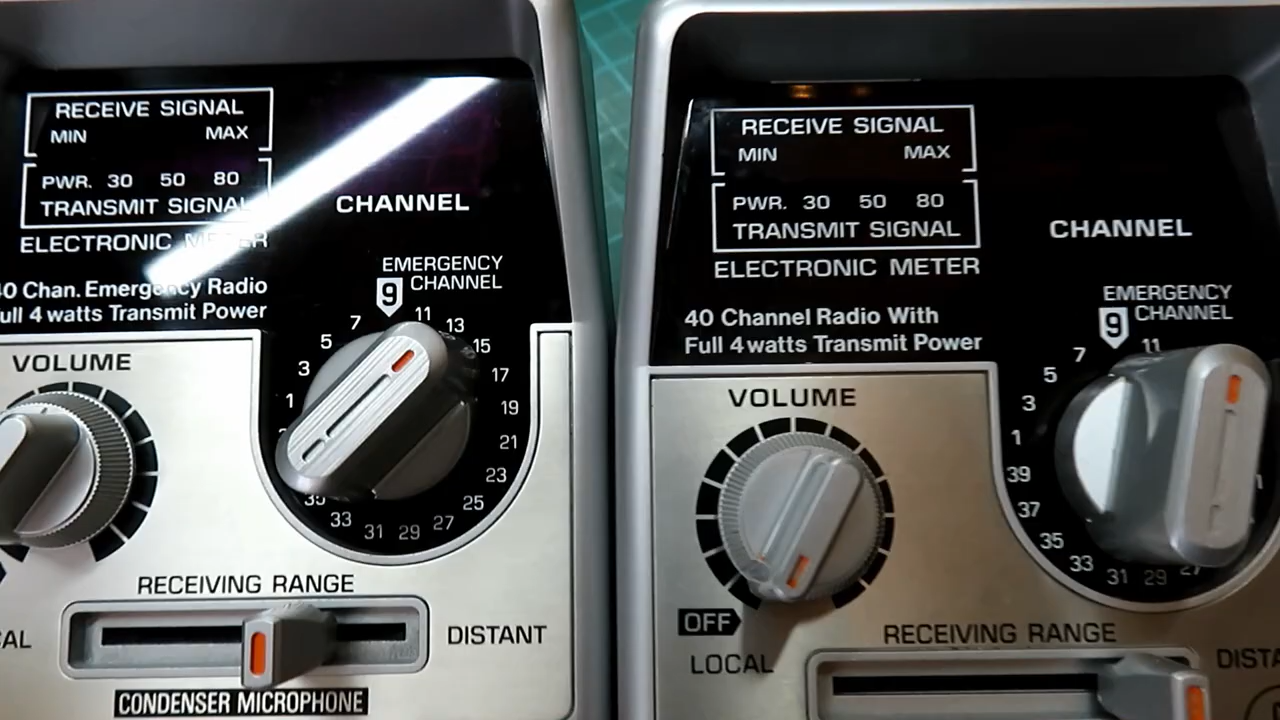 RECEIVE SIGNAL
MIN MAX
PWR. 30 50 80
TRANSMIT SIGNAL
ELECTRONIC METER
40 Chan. Emergency Radio
Full 4 watts Transmit Power
CHANNEL
EMERGENCY
9 CHANNEL
1 3 5 7 11 13 15 17 19 21 23 25 27 29 31 33 35
VOLUME
RECEIVING RANGE
DISTANT
CONDENSER MICROPHONE
RECEIVE SIGNAL
MIN MAX
PWR. 30 50 80
TRANSMIT SIGNAL
ELECTRONIC METER
40 Channel Radio With
Full 4 watts Transmit Power
CHANNEL
EMERGENCY
9 CHANNEL
27 29 31 33 35 37 39 1 3 5 7 11
VOLUME
OFF
RECEIVING RANGE
LOCAL